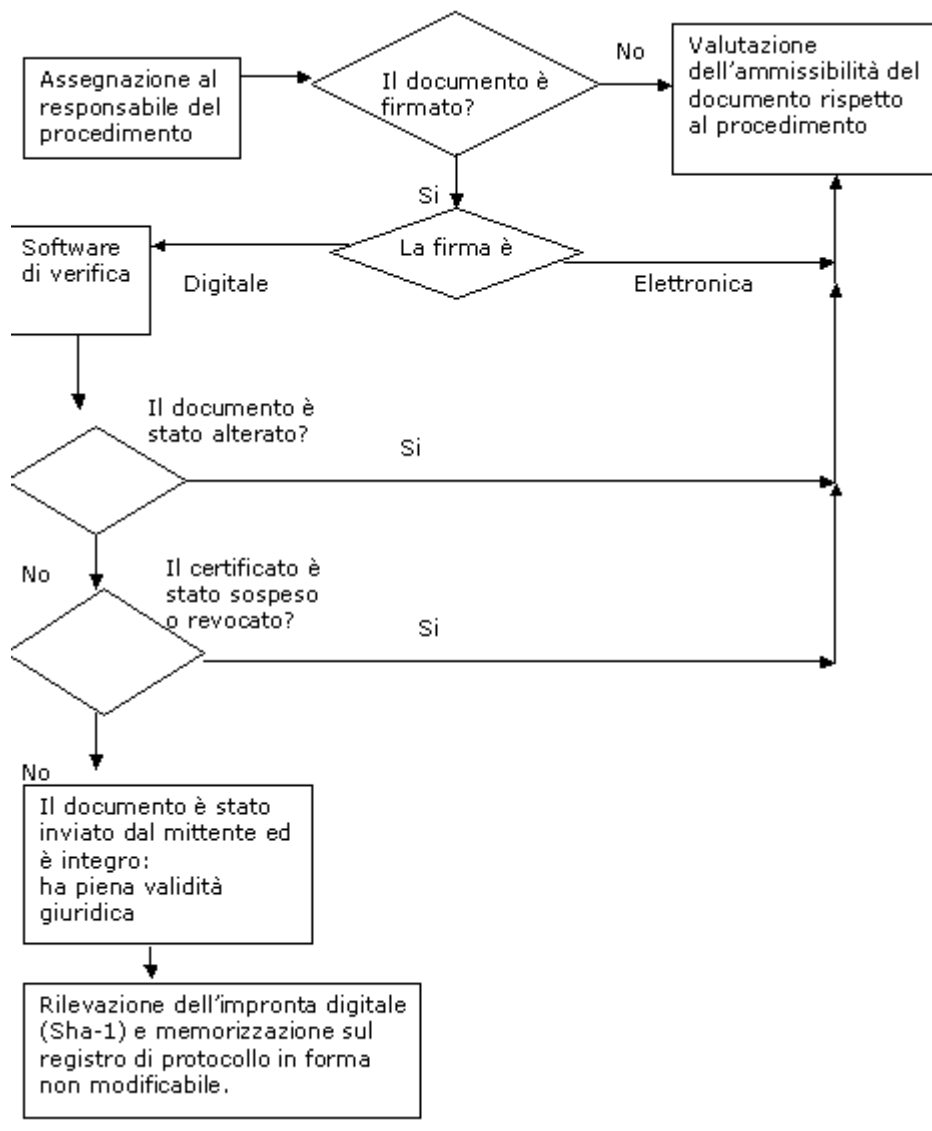 Assegnazione al
responsabile del
procedimento
Il documento è
firmato?
No
Valutazione
dell'ammissibilità del
documento rispetto
al procedimento
Si
La firma è
Software
di verifica
Digitale
Elettronica
Il documento è
stato alterato?
Si
No
Il certificato è
stato sospeso
o revocato?
Si
No
Il documento è stato
inviato dal mittente ed
è integro:
ha piena validità
giuridica
Rilevazione dell'impronta digitale
(Sha-1) e memorizzazione sul
registro di protocollo in forma
non modificabile.